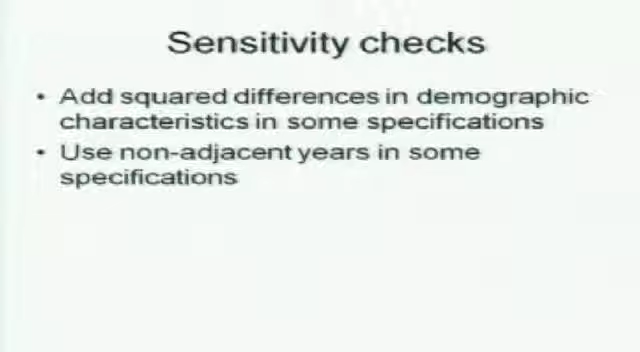 Sensitivity checks
• Add squared differences in demographic
characteristics in some specifications
• Use non-adjacent years in some
specifications